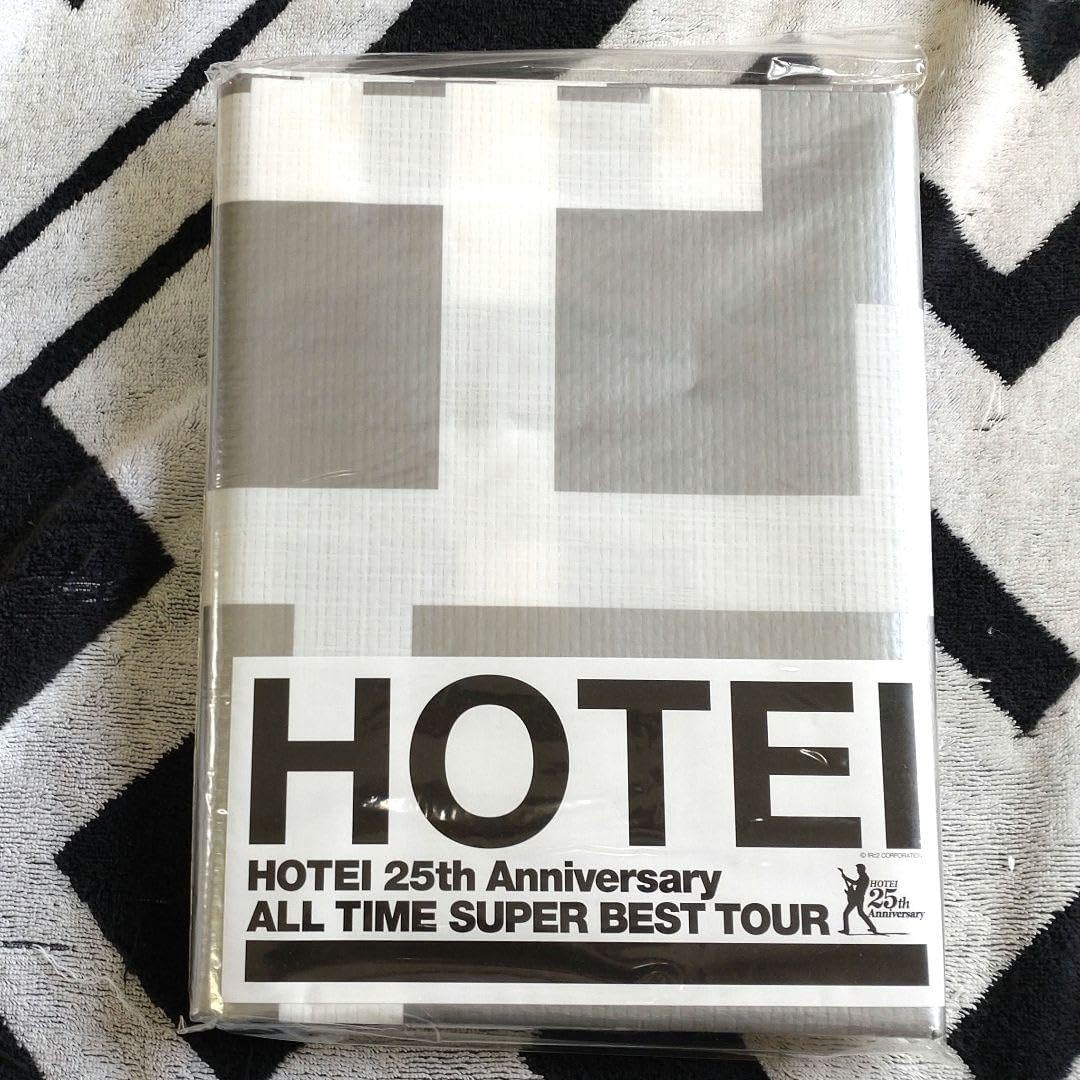 HOTEI
© IRc2 CORPORATION
HOTEI 25th Anniversary
ALL TIME SUPER BEST TOUR
HOTEI
25th
Anniversary